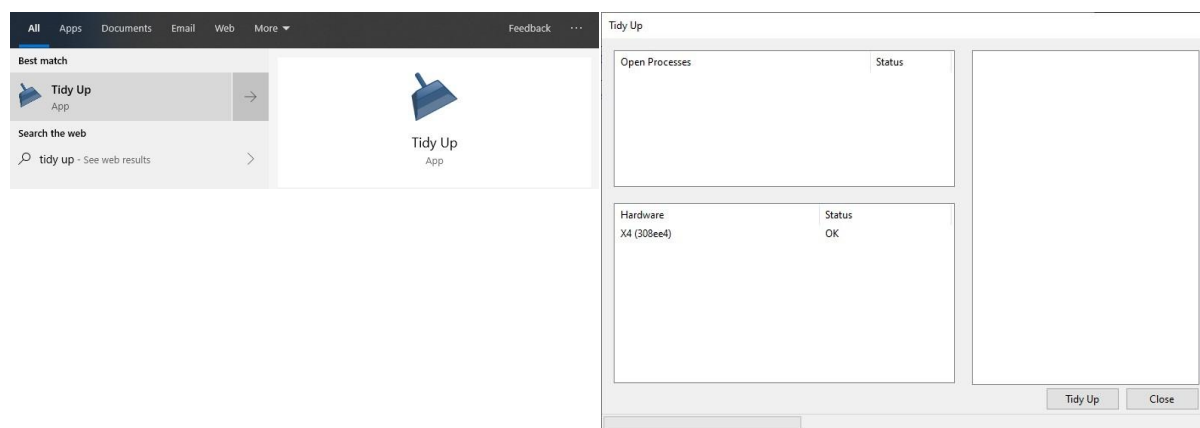 All Apps Documents Email Web More Feedback ...
Best match
Tidy Up
App
Search the web
tidy up - See web results
Tidy Up
App
Tidy Up
Open Processes Status
Hardware Status
X4 (308ee4) OK
Tidy Up Close